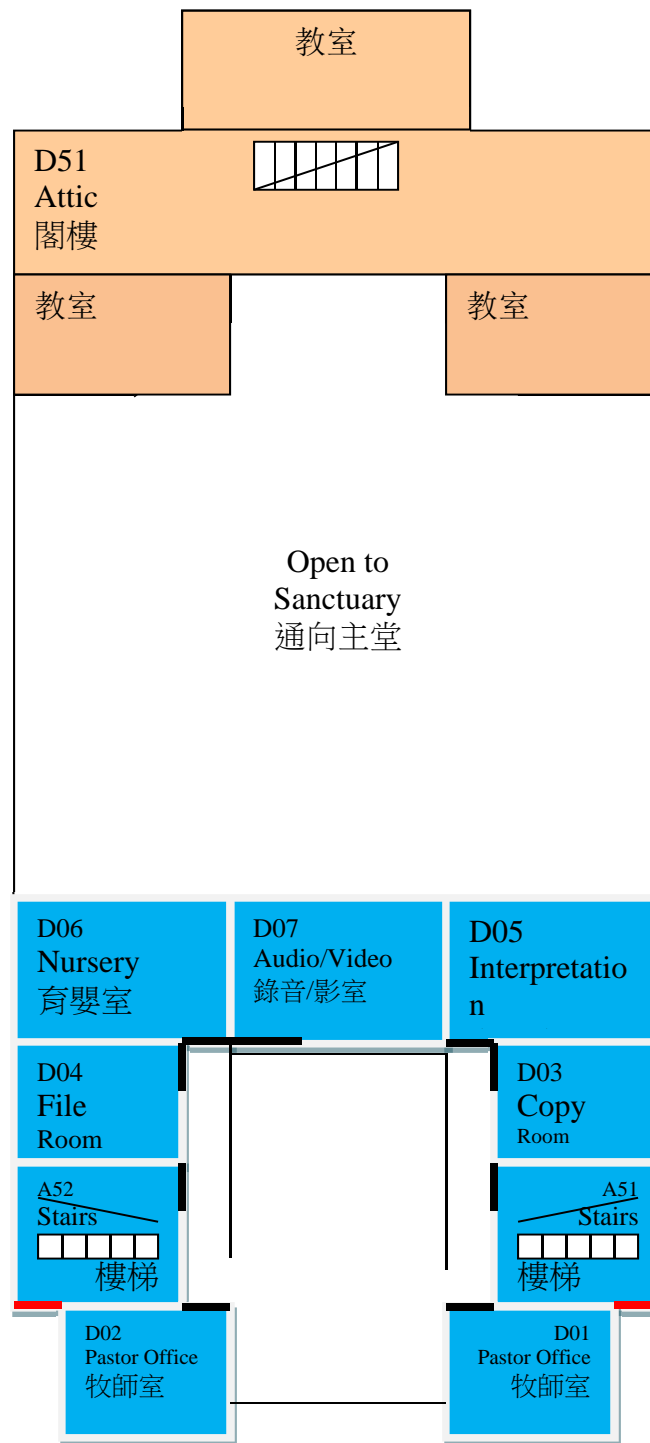 教室
D51
Attic
閣樓
教室
教室
Open to
Sanctuary
通向主堂
D06
Nursery
育嬰室
D07
Audio/Video
錄音/影室
D05
Interpretatio
n
D04
File
Room
D03
Copy
Room
A52
Stairs
樓梯
A51
Stairs
樓梯
D02
Pastor Office
牧師室
D01
Pastor Office
牧師室